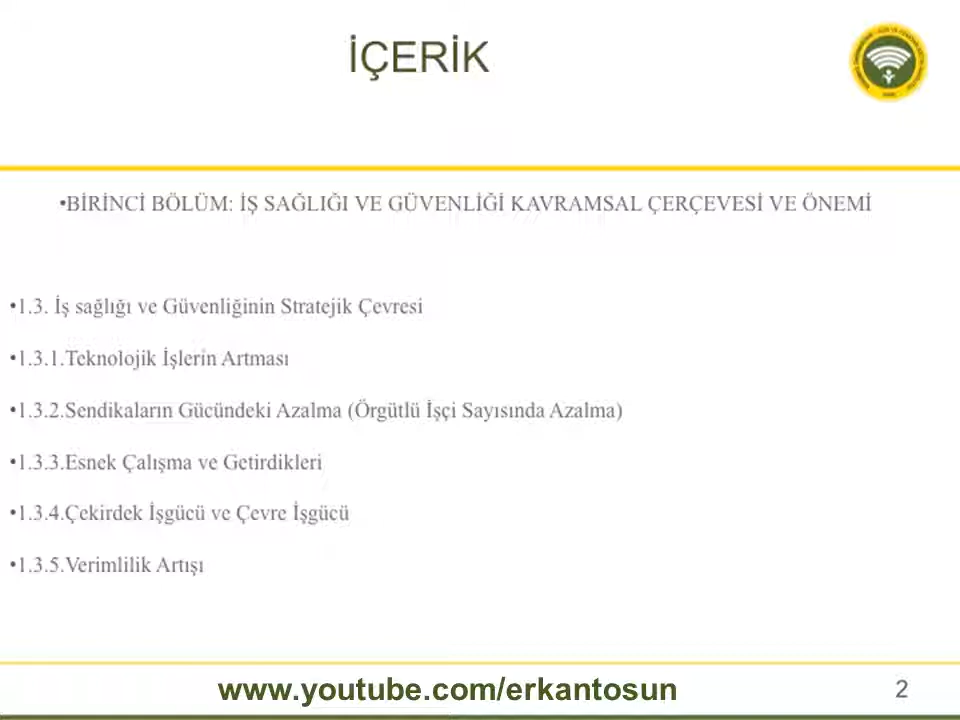 İÇERİK
•BİRİNCİ BÖLÜM: İŞ SAĞLIĞI VE GÜVENLİĞİ KAVRAMSAL ÇERÇEVESİ VE ÖNEMİ
•1.3. İş sağlığı ve Güvenliğinin Stratejik Çevresi
•1.3.1.Teknolojik İşlerin Artması
•1.3.2.Sendikaların Gücündeki Azalma (Örgütlü İşçi Sayısında Azalma)
•1.3.3.Esnek Çalışma ve Getirdikleri
•1.3.4.Çekirdek İşgücü ve Çevre İşgücü
•1.3.5.Verimlilik Artışı
www.youtube.com/erkantosun
2